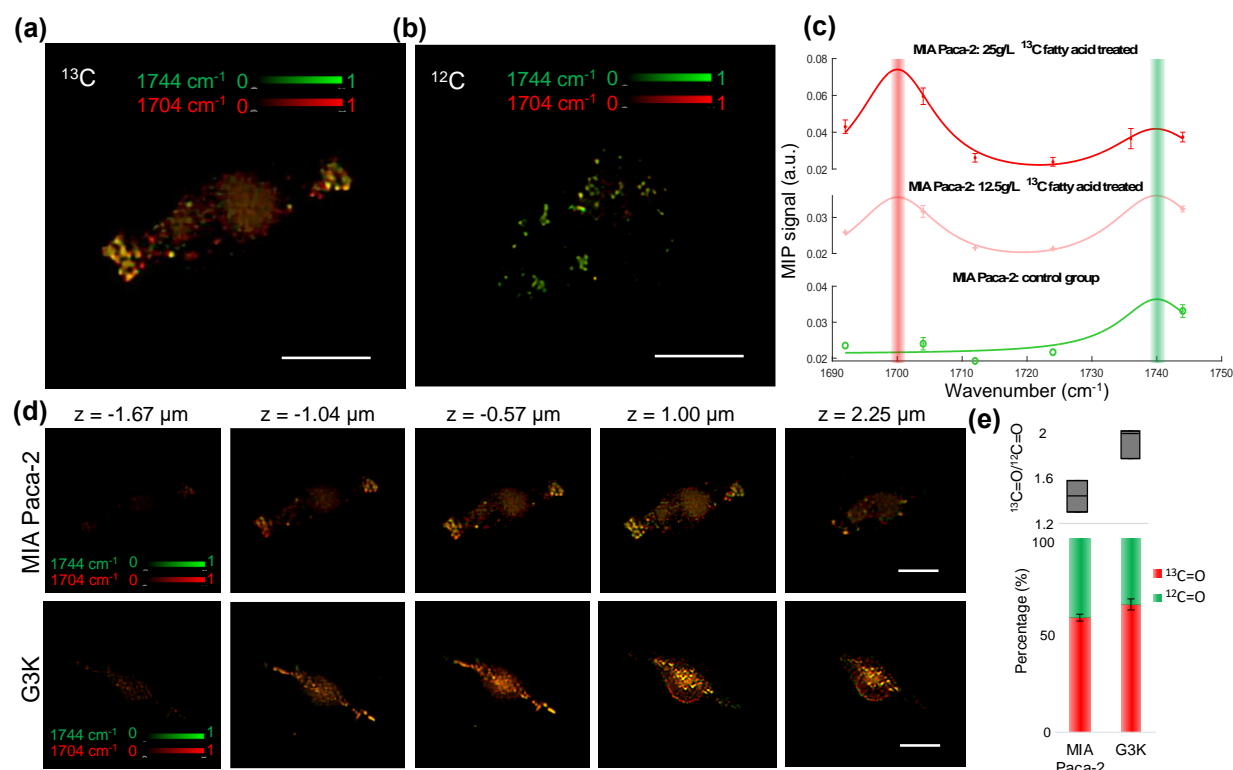 (a)
¹³C
1744 cm⁻¹ 0 1
1704 cm⁻¹ 0 1
(b)
¹²C
1744 cm⁻¹ 0 1
1704 cm⁻¹ 0 1
(c)
MIA Paca-2: 25g/L ¹³C fatty acid treated
0.08
0.06
0.04
0.02
MIA Paca-2: 12.5g/L ¹³C fatty acid treated
0.03
0.02
MIA Paca-2: control group
0.04
0.03
0.02
MIP signal (a.u.)
1690 1700 1710 1720 1730 1740 1750
Wavenumber (cm⁻¹)
(d)
z = -1.67 µm z = -1.04 µm z = -0.57 µm z = 1.00 µm z = 2.25 µm
MIA Paca-2
1744 cm⁻¹ 0 1
1704 cm⁻¹ 0 1
G3K
1744 cm⁻¹ 0 1
1704 cm⁻¹ 0 1
(e)
¹³C=O/¹²C=O
2
1.6
1.2
Percentage (%)
100
50
0
¹³C=O
¹²C=O
MIA
Paca-2
G3K